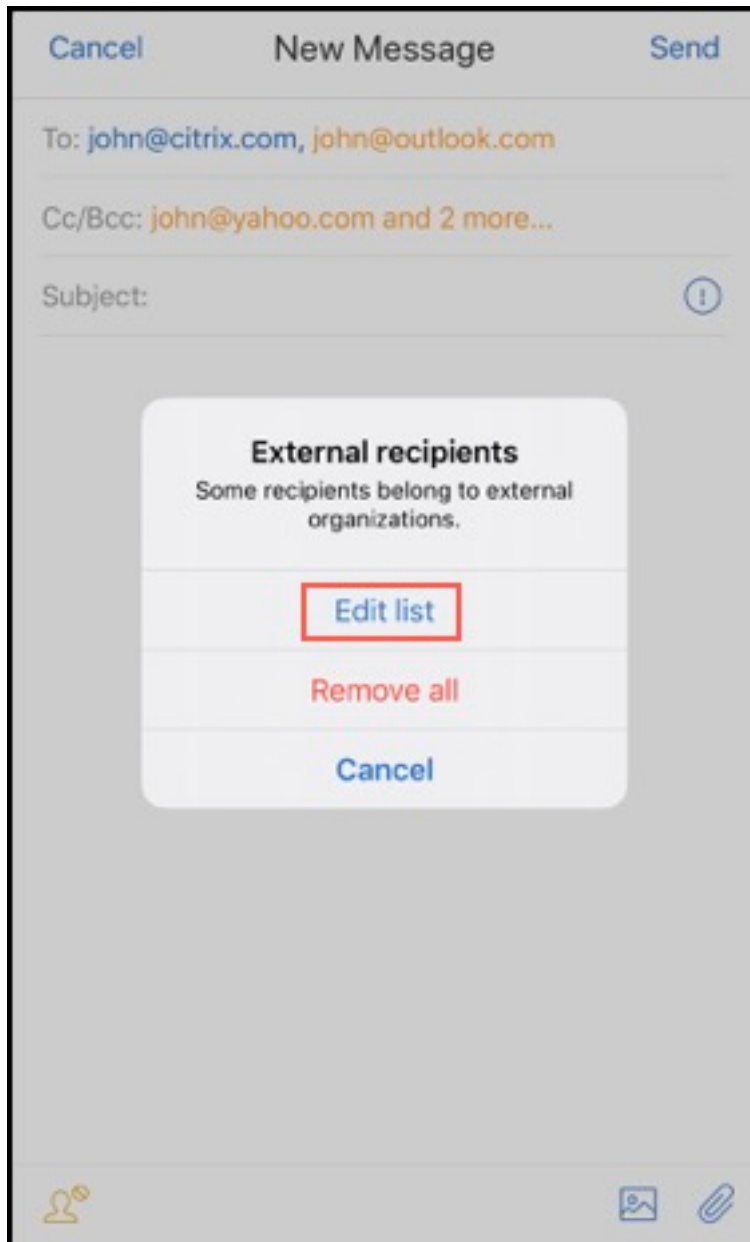 Cancel New Message Send
To: john@citrix.com, john@outlook.com
Cc/Bcc: john@yahoo.com and 2 more...
Subject:
External recipients
Some recipients belong to external
organizations.
Edit list
Remove all
Cancel